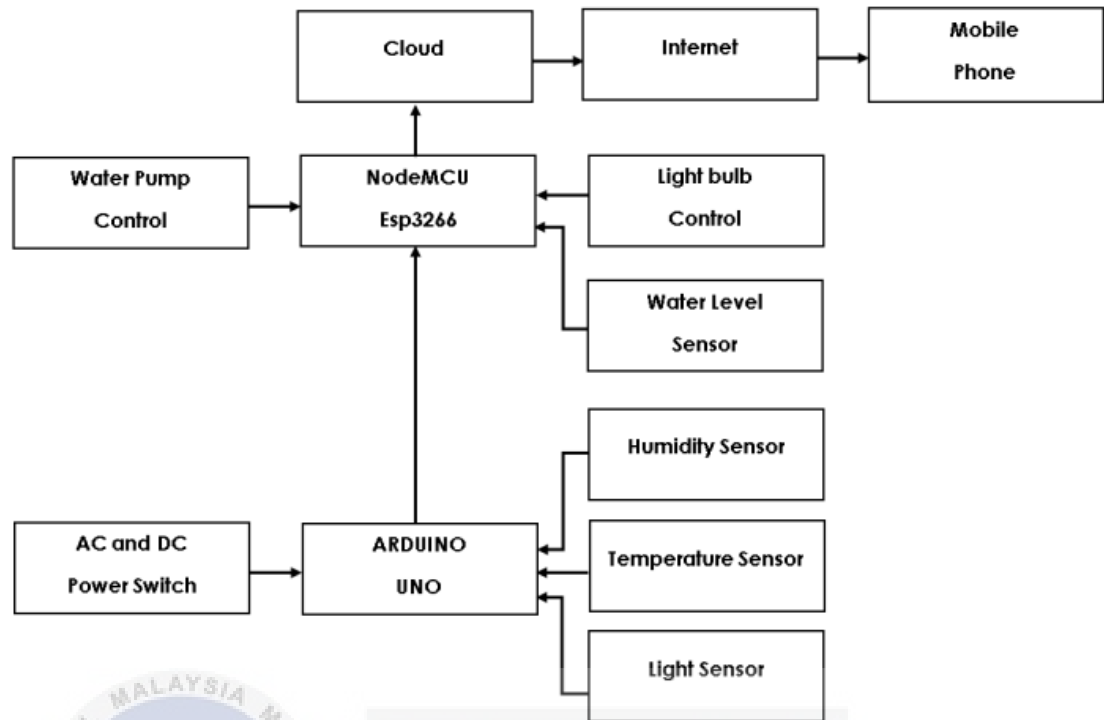 Cloud
Internet
Mobile
Phone
Water Pump
Control
NodeMCU
Esp3266
Light bulb
Control
Water Level
Sensor
Humidity Sensor
AC and DC
Power Switch
ARDUINO
UNO
Temperature Sensor
Light Sensor
MALAYSIA
M